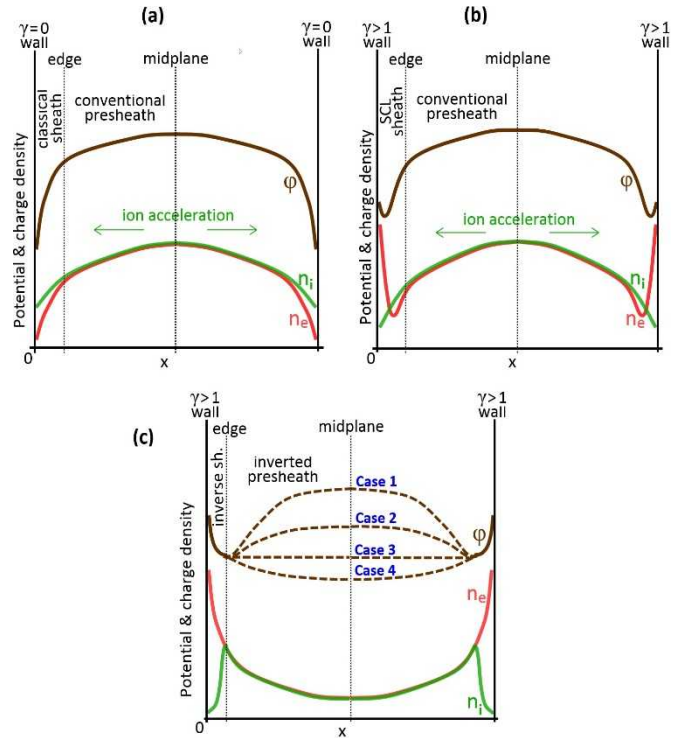 (a)
γ=0
wall
γ=0
wall
edge
midplane
classical
sheath
conventional
presheath
Potential & charge density
φ
ion acceleration
nᵢ
nₑ
0
x
(b)
γ>1
wall
γ>1
wall
edge
midplane
SCL
sheath
conventional
presheath
Potential & charge density
φ
ion acceleration
nᵢ
nₑ
0
x
γ>1
wall
γ>1
wall
(c)
edge
midplane
inverse sh.
inverted
presheath
Case 1
Case 2
Case 3
Case 4
Potential & charge density
φ
nₑ
nᵢ
0
x